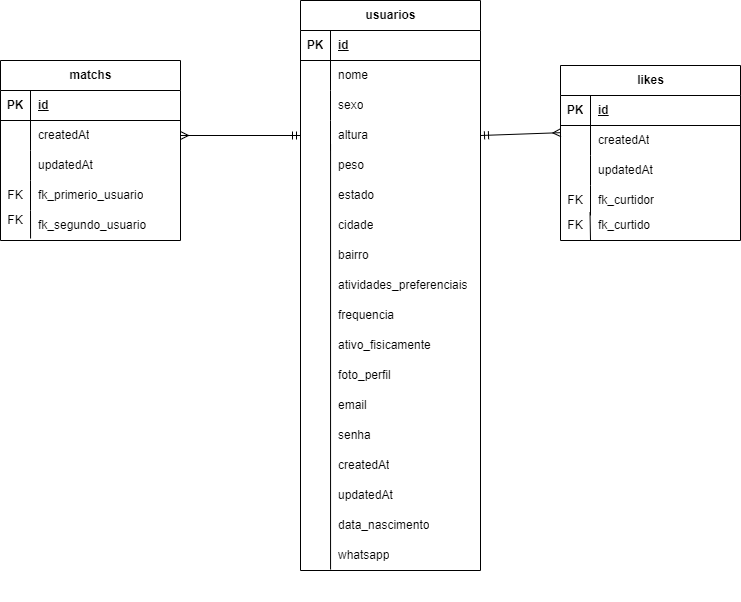 matchs
PK id
createdAt
updatedAt
FK fk_primerio_usuario
FK fk_segundo_usuario
usuarios
PK id
nome
sexo
altura
peso
estado
cidade
bairro
atividades_preferenciais
frequencia
ativo_fisicamente
foto_perfil
email
senha
createdAt
updatedAt
data_nascimento
whatsapp
likes
PK id
createdAt
updatedAt
FK fk_curtidor
FK fk_curtido